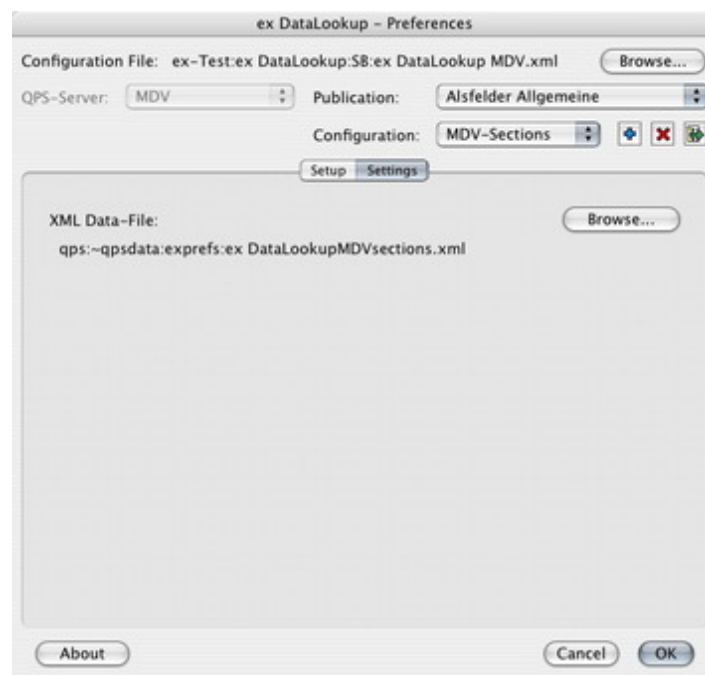 ex DataLookup – Preferences
Configuration File: ex-Test:ex DataLookup:SB:ex DataLookup MDV.xml Browse...
QPS-Server: MDV Publication: Alsfelder Allgemeine
Configuration: MDV-Sections
Setup Settings
XML Data-File: Browse...
qps:~qpsdata:exprefs:ex DataLookupMDVsections.xml
About Cancel OK